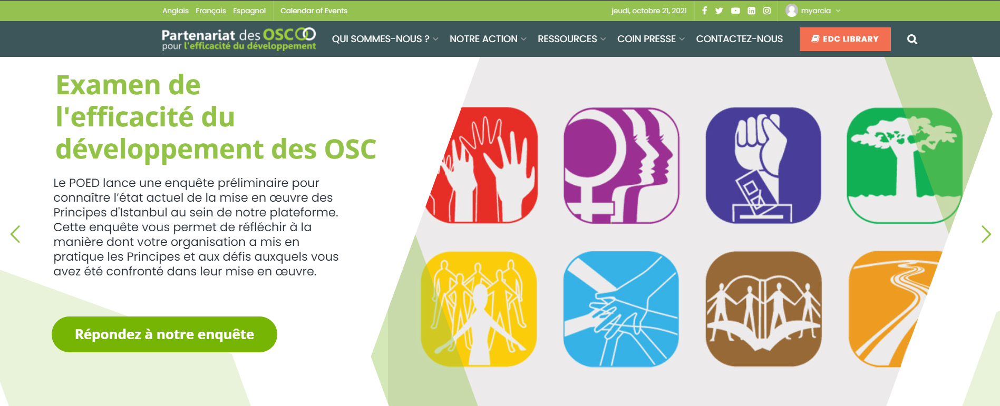 Anglais Français Espagnol Calendar of Events jeudi, octobre 21, 2021 myarcia
Partenariat des OSC
pour l'efficacité du développement
QUI SOMMES-NOUS ? NOTRE ACTION RESSOURCES COIN PRESSE CONTACTEZ-NOUS EDC LIBRARY
Examen de
l'efficacité du
développement des OSC
Le POED lance une enquête préliminaire pour
connaître l’état actuel de la mise en œuvre des
Principes d'Istanbul au sein de notre plateforme.
Cette enquête vous permet de réfléchir à la
manière dont votre organisation a mis en
pratique les Principes et aux défis auxquels vous
avez été confronté dans leur mise en œuvre.
Répondez à notre enquête